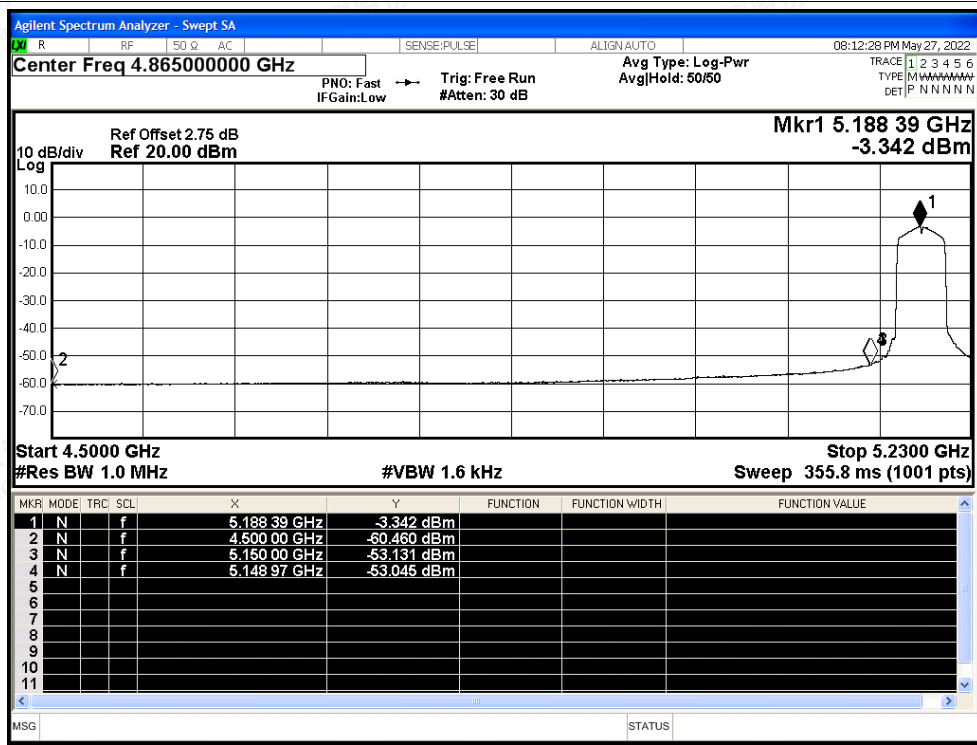 Agilent Spectrum Analyzer - Swept SA
LXI R RF 50 Ω AC SENSE:PULSE ALIGN AUTO 08:12:28 PM May 27, 2022
Center Freq 4.865000000 GHz
PNO: Fast
IFGain:Low
Trig: Free Run
#Atten: 30 dB
Avg Type: Log-Pwr
Avg|Hold: 50/50
TRACE 1 2 3 4 5 6
TYPE M W W W W W
DET P N N N N N
Mkr1 5.188 39 GHz
-3.342 dBm
Ref Offset 2.75 dB
10 dB/div Ref 20.00 dBm
Log
10.0
0.00
-10.0
-20.0
-30.0
-40.0
-50.0
-60.0
-70.0
1
2
Start 4.5000 GHz Stop 5.2300 GHz
#Res BW 1.0 MHz #VBW 1.6 kHz Sweep 355.8 ms (1001 pts)
MKR MODE TRC SCL X Y FUNCTION FUNCTION WIDTH FUNCTION VALUE
1 N f 5.188 39 GHz -3.342 dBm
2 N f 4.500 00 GHz -60.460 dBm
3 N f 5.150 00 GHz -53.131 dBm
4 N f 5.148 97 GHz -53.045 dBm
5
6
7
8
9
10
11
MSG STATUS